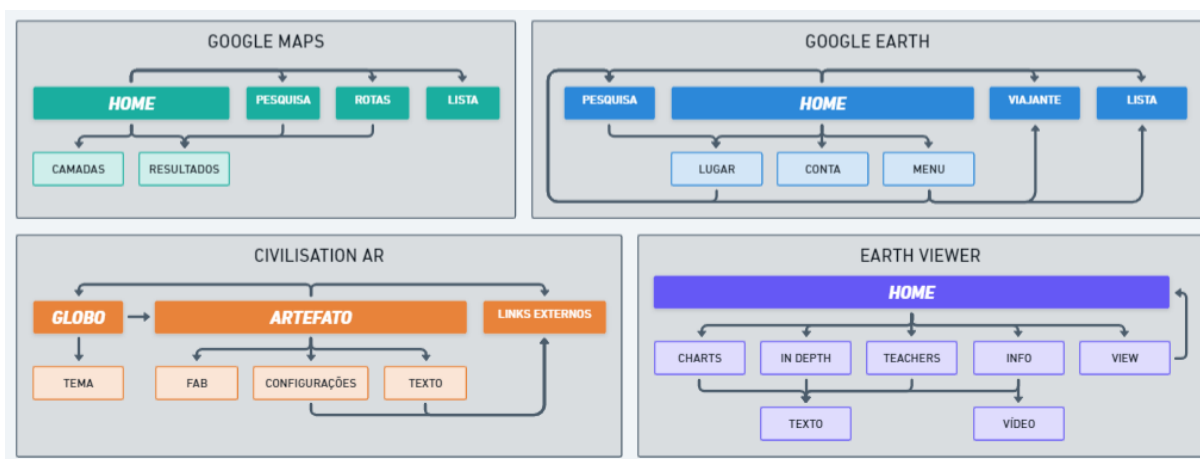 GOOGLE MAPS
HOME
PESQUISA
ROTAS
LISTA
CAMADAS
RESULTADOS
GOOGLE EARTH
PESQUISA
HOME
VIAJANTE
LISTA
LUGAR
CONTA
MENU
CIVILISATION AR
GLOBO
ARTEFATO
LINKS EXTERNOS
TEMA
FAB
CONFIGURAÇÕES
TEXTO
EARTH VIEWER
HOME
CHARTS
IN DEPTH
TEACHERS
INFO
VIEW
TEXTO
VÍDEO